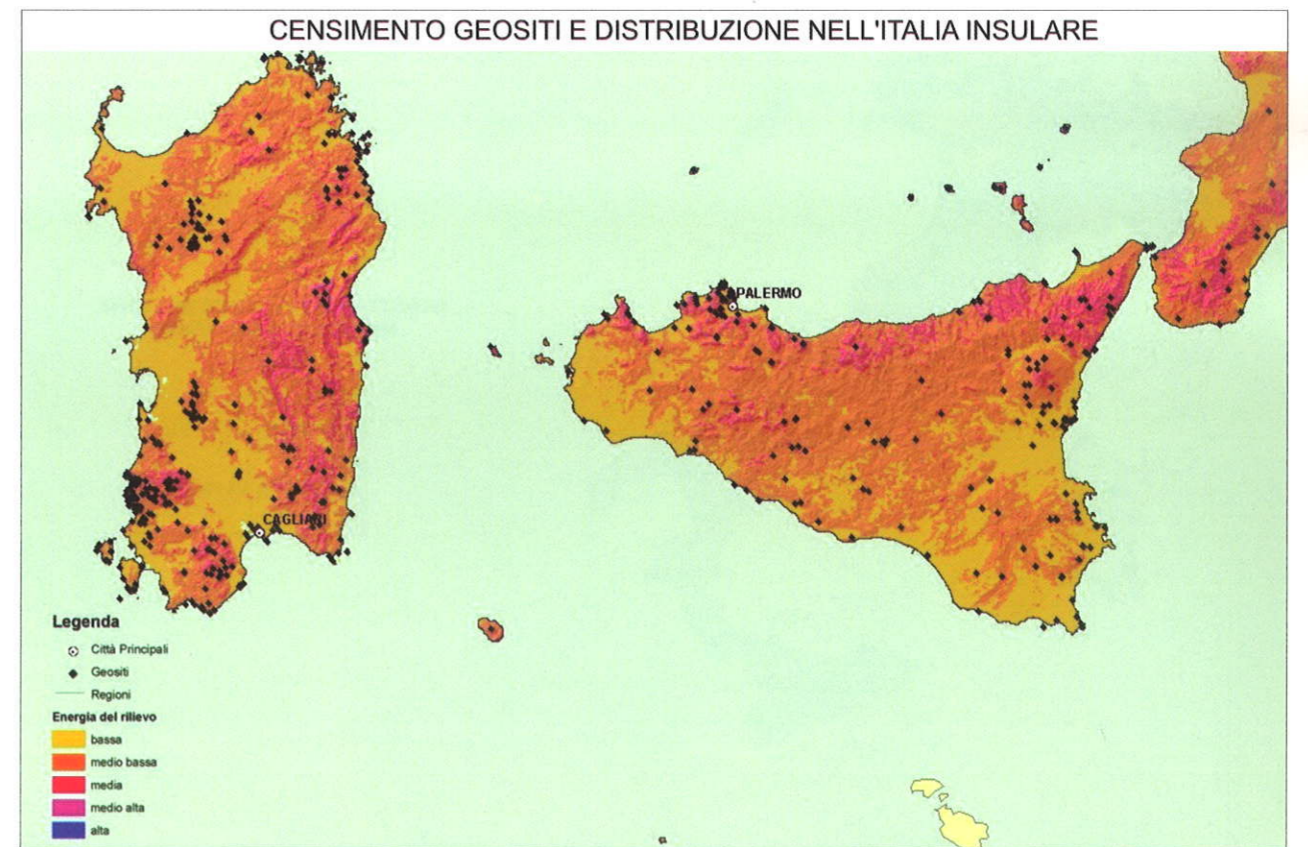 CENSIMENTO GEOSITI E DISTRIBUZIONE NELL'ITALIA INSULARE
PALERMO
CAGLIARI
Legenda
Città Principali
Geositi
Regioni
Energia del rilievo
bassa
medio bassa
media
medio alta
alta